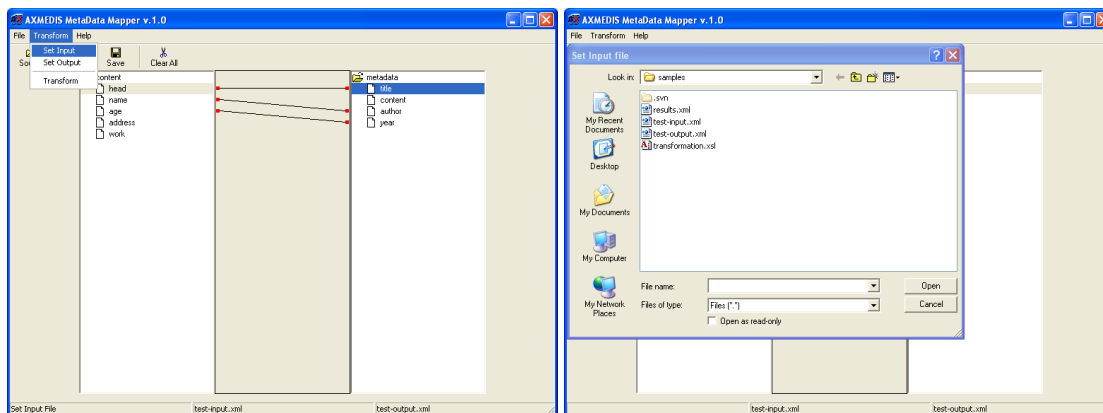 AXMEDIS MetaData Mapper v.1.0
File Transform Help
Set Input
Set Output
Transform
Save
Clear All
content
head
name
age
address
work
metadata
title
content
author
year
Set Input File
test-input.xml
test-output.xml
AXMEDIS MetaData Mapper v.1.0
File Transform Help
Set Input file
Look in:
samples
.svn
results.xml
test-input.xml
test-output.xml
transformation.xsl
My Recent
Documents
Desktop
My Documents
My Computer
My Network
Places
File name:
Open
Files of type:
Files (*.*)
Cancel
Open as read-only
test-input.xml
test-output.xml